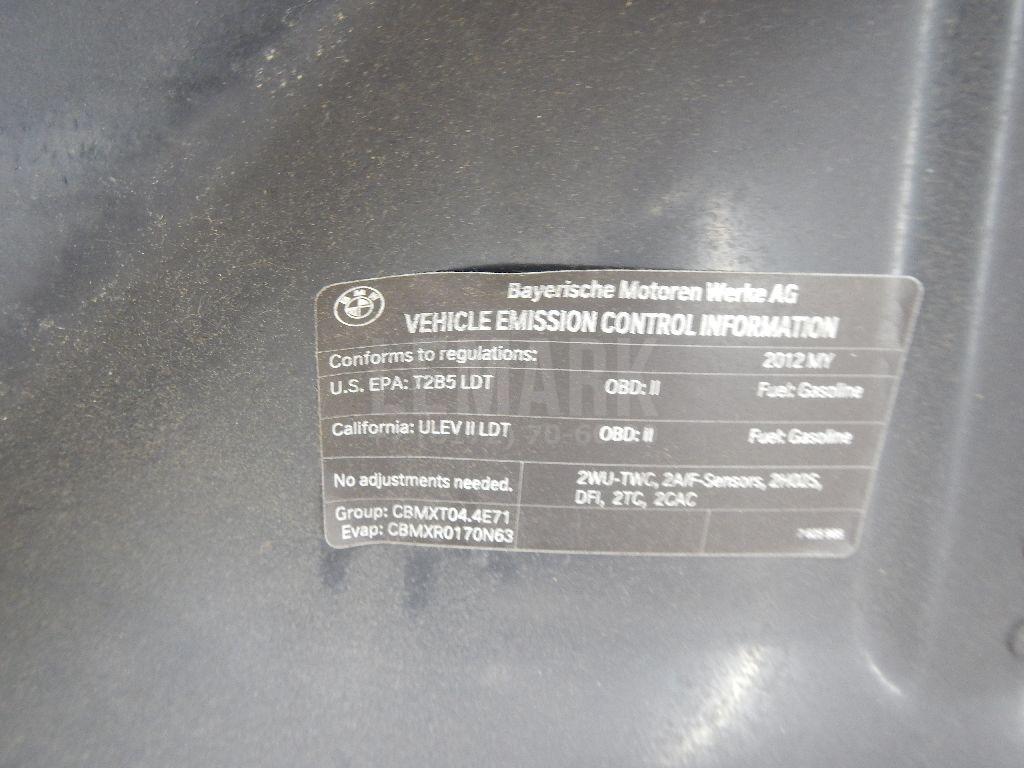 BMW
Bayerische Motoren Werke AG
VEHICLE EMISSION CONTROL INFORMATION
Conforms to regulations: 2012 MY
U.S. EPA: T2B5 LDT OBD: II Fuel: Gasoline
California: ULEV II LDT OBD: II Fuel: Gasoline
No adjustments needed. 2WU-TWC, 2A/F-Sensors, 2HO2S,
DFI, 2TC, 2CAC
Group: CBMXT04.4E71
Evap: CBMXR0170N63
LEMARK